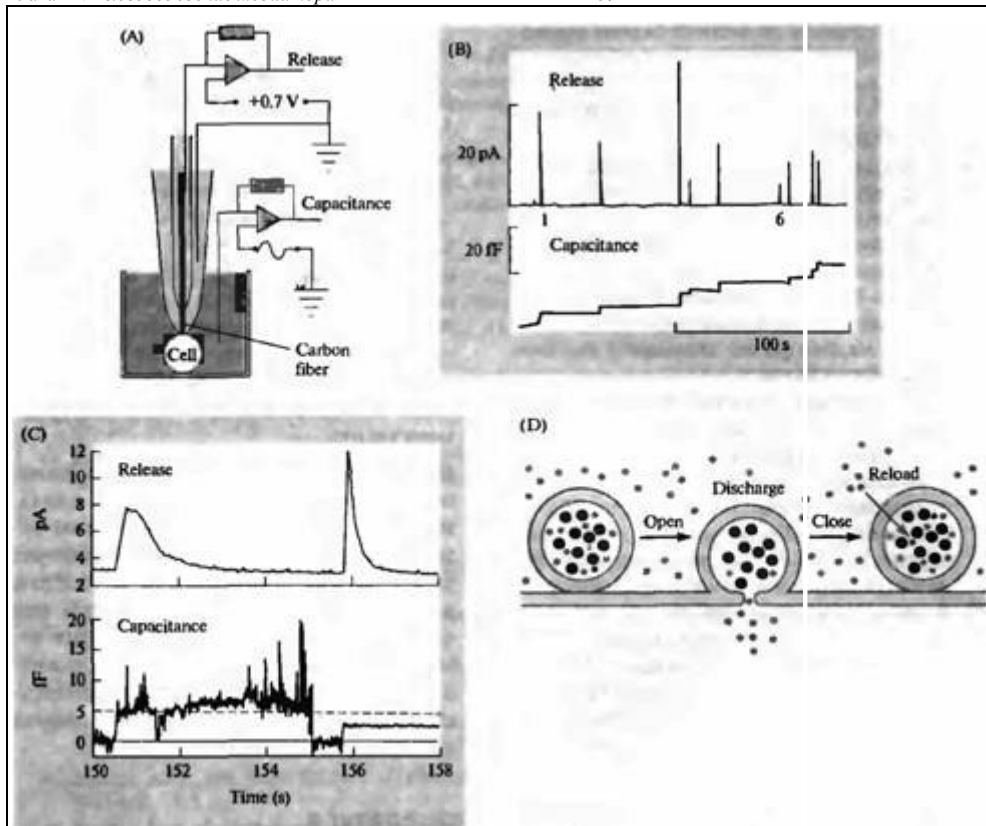 (A)
Release
+0.7 V
Capacitance
Cell
Carbon
fiber
(B)
Release
20 pA
1
6
20 fF
Capacitance
100 s
(C)
12
Release
10
pA
8
6
4
2
20
Capacitance
15
fF
10
5
0
150
152
154
156
158
Time (s)
(D)
Reload
Discharge
Open
Close